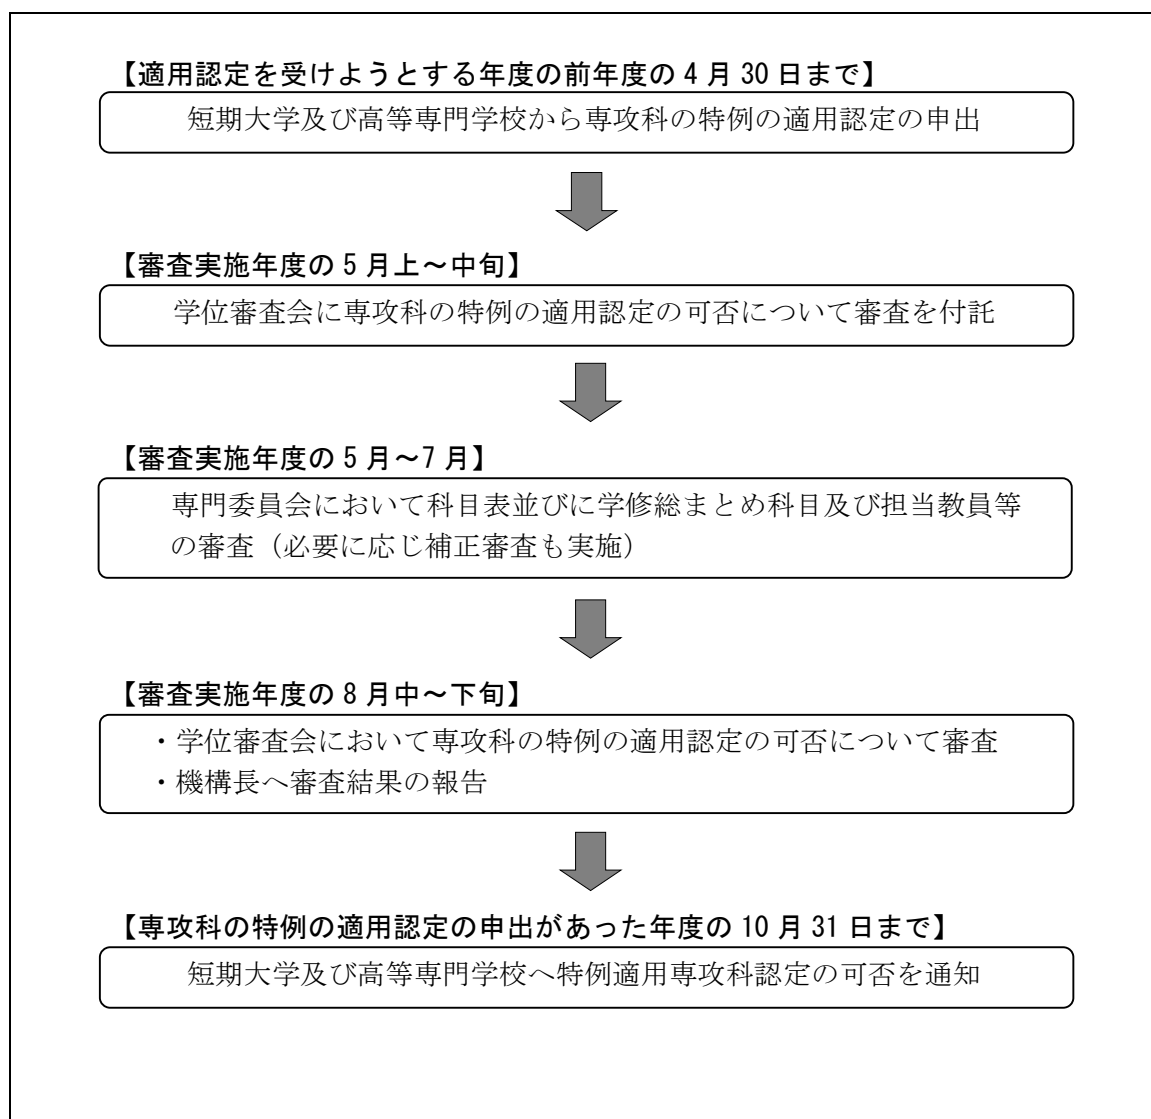 【適用認定を受けようとする年度の前年度の 4 月 30 日まで】
短期大学及び高等専門学校から専攻科の特例の適用認定の申出
【審査実施年度の 5 月上～中旬】
学位審査会に専攻科の特例の適用認定の可否について審査を付託
【審査実施年度の 5 月～7 月】
専門委員会において科目表並びに学修総まとめ科目及び担当教員等
の審査（必要に応じ補正審査も実施）
【審査実施年度の 8 月中～下旬】
・学位審査会において専攻科の特例の適用認定の可否について審査
・機構長へ審査結果の報告
【専攻科の特例の適用認定の申出があった年度の 10 月 31 日まで】
短期大学及び高等専門学校へ特例適用専攻科認定の可否を通知